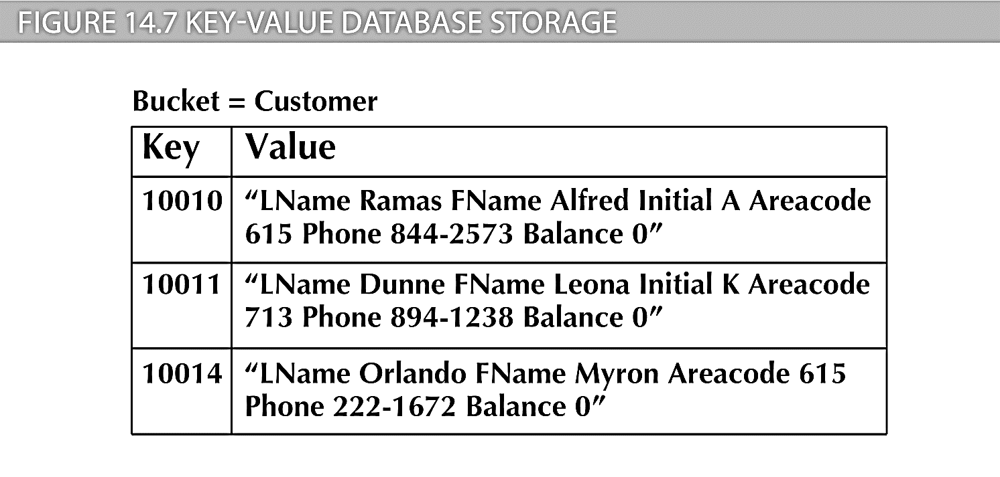 FIGURE 14.7 KEY-VALUE DATABASE STORAGE
Bucket = Customer
Key Value
10010 “LName Ramas FName Alfred Initial A Areacode
615 Phone 844-2573 Balance 0”
10011 “LName Dunne FName Leona Initial K Areacode
713 Phone 894-1238 Balance 0”
10014 “LName Orlando FName Myron Areacode 615
Phone 222-1672 Balance 0”